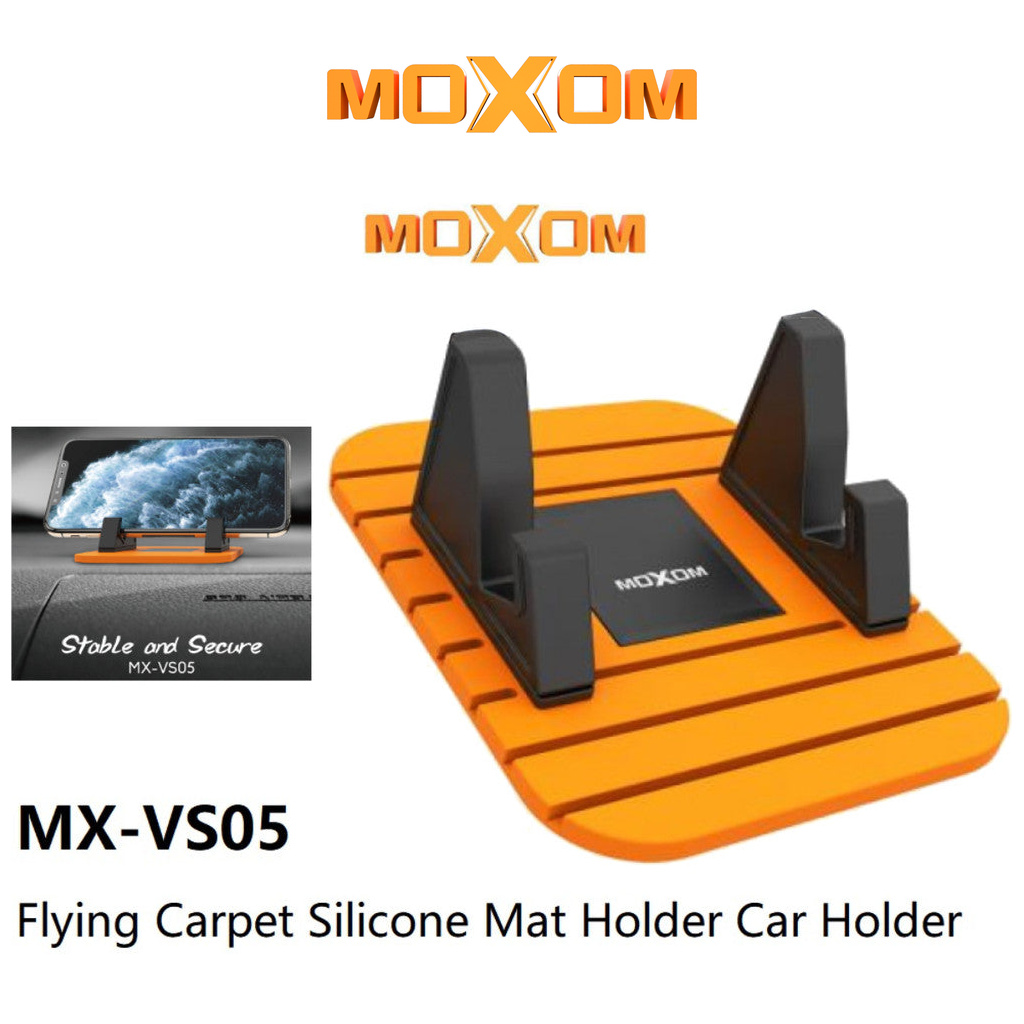 MOXOM
MOXOM
MOXOM
Stable and Secure
MX-VS05
MX-VS05
Flying Carpet Silicone Mat Holder Car Holder